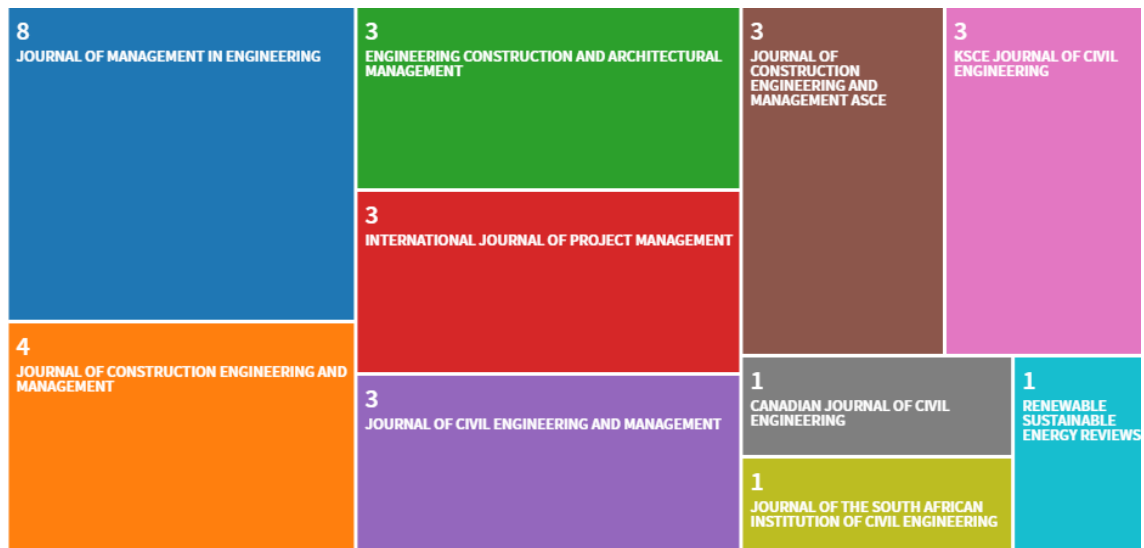 8
JOURNAL OF MANAGEMENT IN ENGINEERING
4
JOURNAL OF CONSTRUCTION ENGINEERING AND
MANAGEMENT
3
ENGINEERING CONSTRUCTION AND ARCHITECTURAL
MANAGEMENT
3
INTERNATIONAL JOURNAL OF PROJECT MANAGEMENT
3
JOURNAL OF CIVIL ENGINEERING AND MANAGEMENT
3
JOURNAL OF
CONSTRUCTION
ENGINEERING AND
MANAGEMENT ASCE
3
KSCE JOURNAL OF CIVIL
ENGINEERING
1
CANADIAN JOURNAL OF CIVIL
ENGINEERING
1
JOURNAL OF THE SOUTH AFRICAN
INSTITUTION OF CIVIL ENGINEERING
1
RENEWABLE
SUSTAINABLE
ENERGY REVIEWS